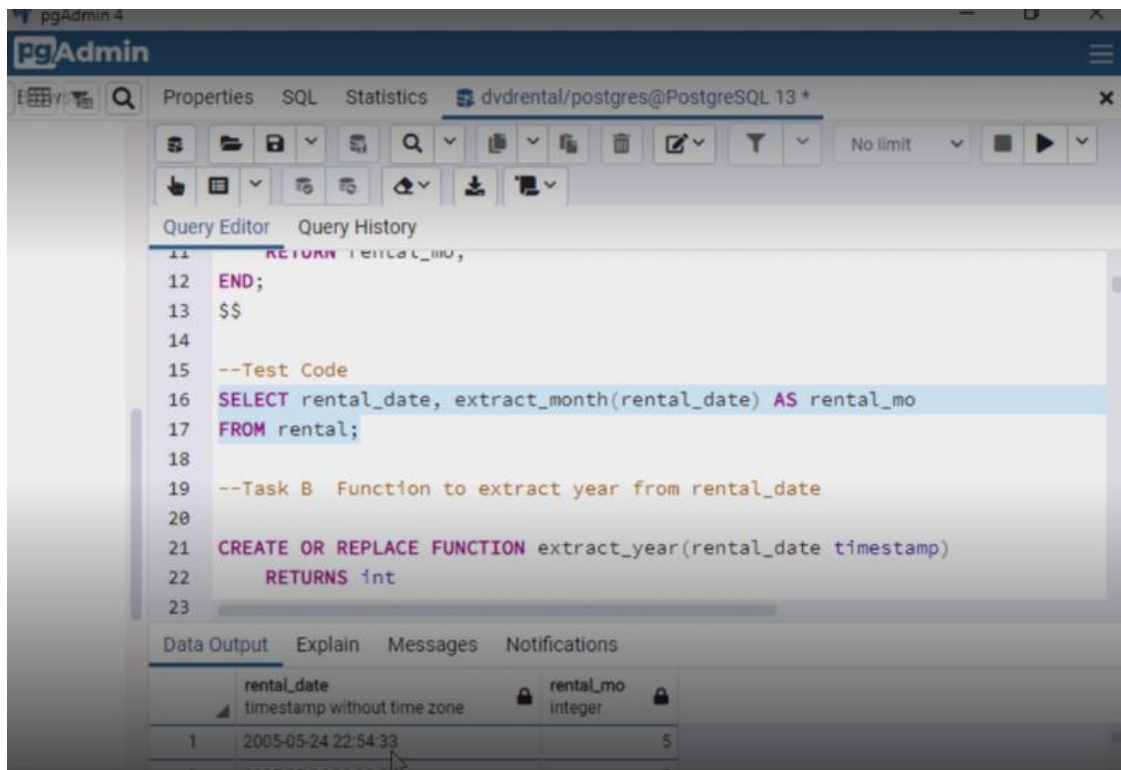 pgAdmin 4
pgAdmin
Properties SQL Statistics dvdrental/postgres@PostgreSQL 13 *
No limit
Query Editor Query History
11 RETURN rental_mo;
12 END;
13 $$
14
15 --Test Code
16 SELECT rental_date, extract_month(rental_date) AS rental_mo
17 FROM rental;
18
19 --Task B Function to extract year from rental_date
20
21 CREATE OR REPLACE FUNCTION extract_year(rental_date timestamp)
22 RETURNS int
23
Data Output Explain Messages Notifications
rental_date rental_mo
timestamp without time zone integer
1 2005-05-24 22:54:33 5